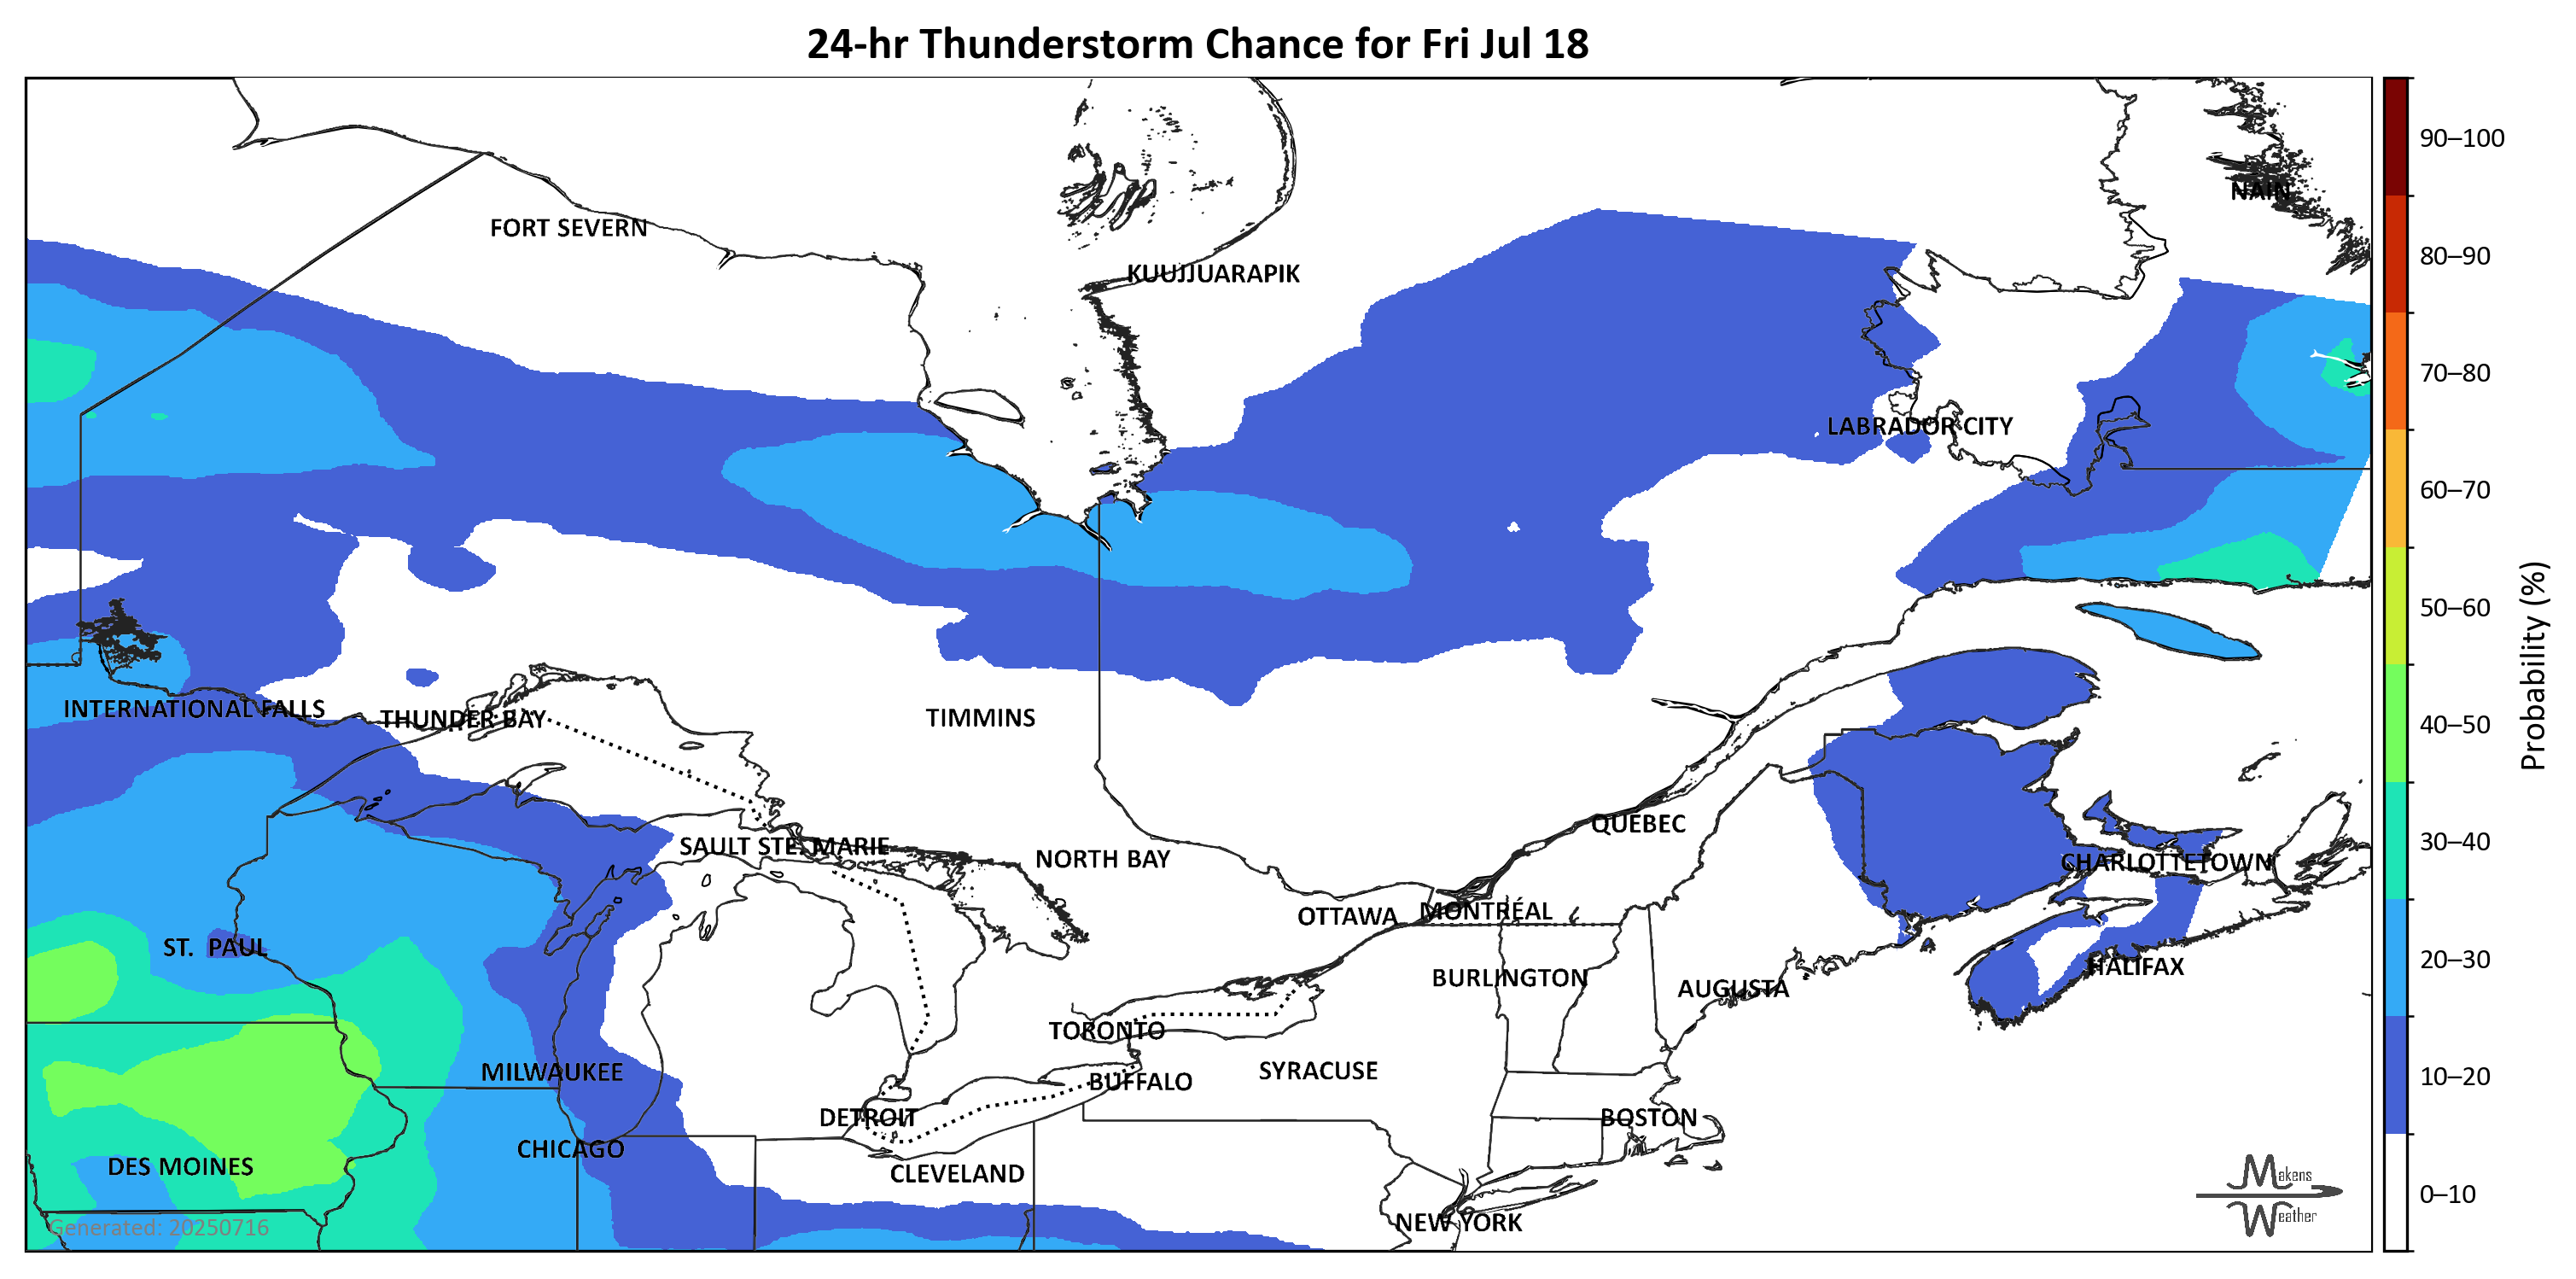 24-hr Thunderstorm Chance for Fri Jul 18
90–100
NAIN
FORT SEVERN
80–90
KUUJJUARAPIK
70–80
LABRADOR CITY
60–70
50–60
Probability (%)
INTERNATIONAL FALLS
THUNDER BAY
TIMMINS
40–50
QUEBEC
SAULT STE. MARIE
NORTH BAY
CHARLOTTETOWN
30–40
OTTAWA
MONTRÉAL
ST. PAUL
HALIFAX
20–30
BURLINGTON
AUGUSTA
TORONTO
MILWAUKEE
SYRACUSE
BUFFALO
10–20
DETROIT
BOSTON
CHICAGO
DES MOINES
CLEVELAND
Makens
Weather
0–10
NEW YORK
Generated: 20250716